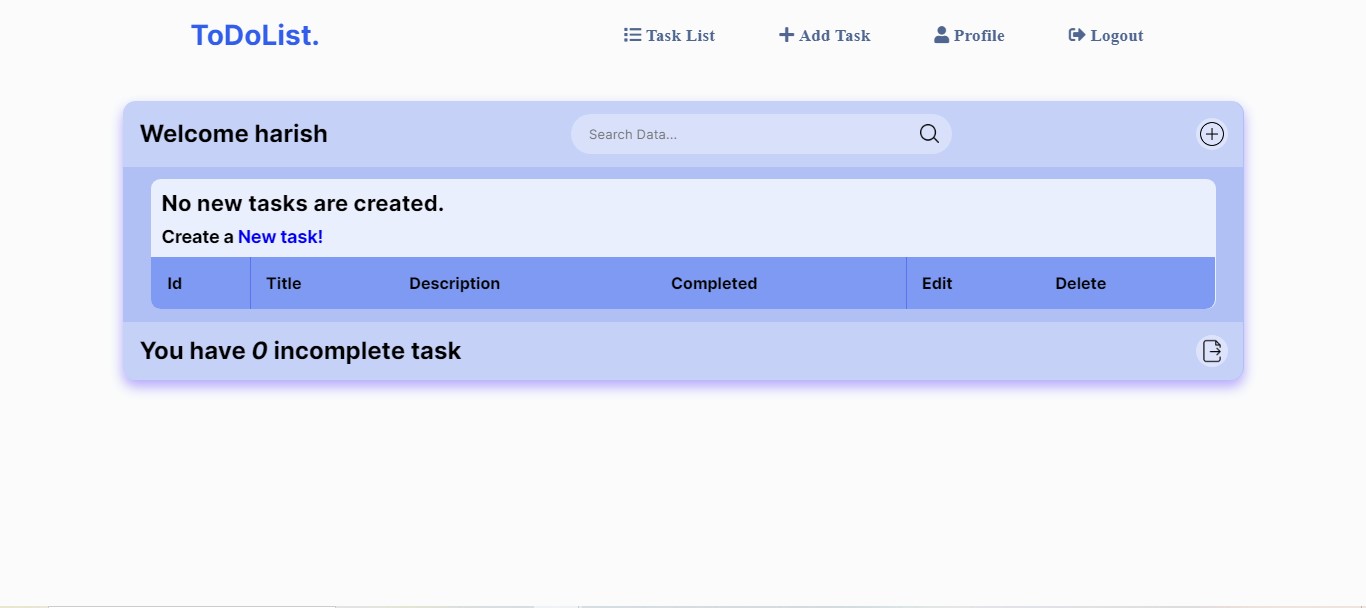 ToDoList. Task List Add Task Profile Logout
Welcome harish Search Data...
No new tasks are created.
Create a New task!
Id Title Description Completed Edit Delete
You have 0 incomplete task